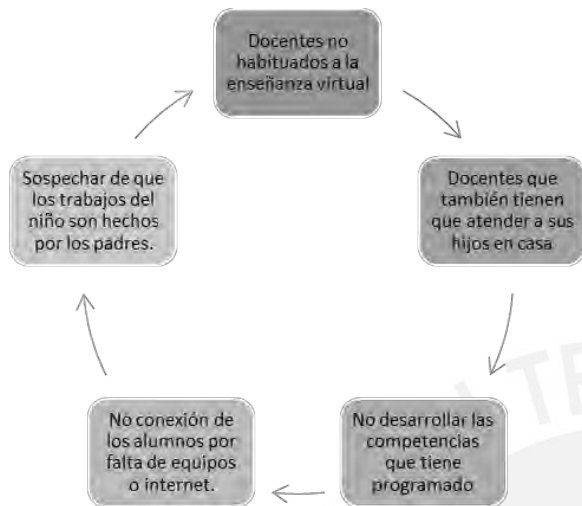 Docentes no
habituados a la
enseñanza virtual
Docentes que
también tienen
que atender a sus
hijos en casa
No desarrollar las
competencias
que tiene
programado
No conexión de
los alumnos por
falta de equipos
o internet.
Sospechar de que
los trabajos del
niño son hechos
por los padres.